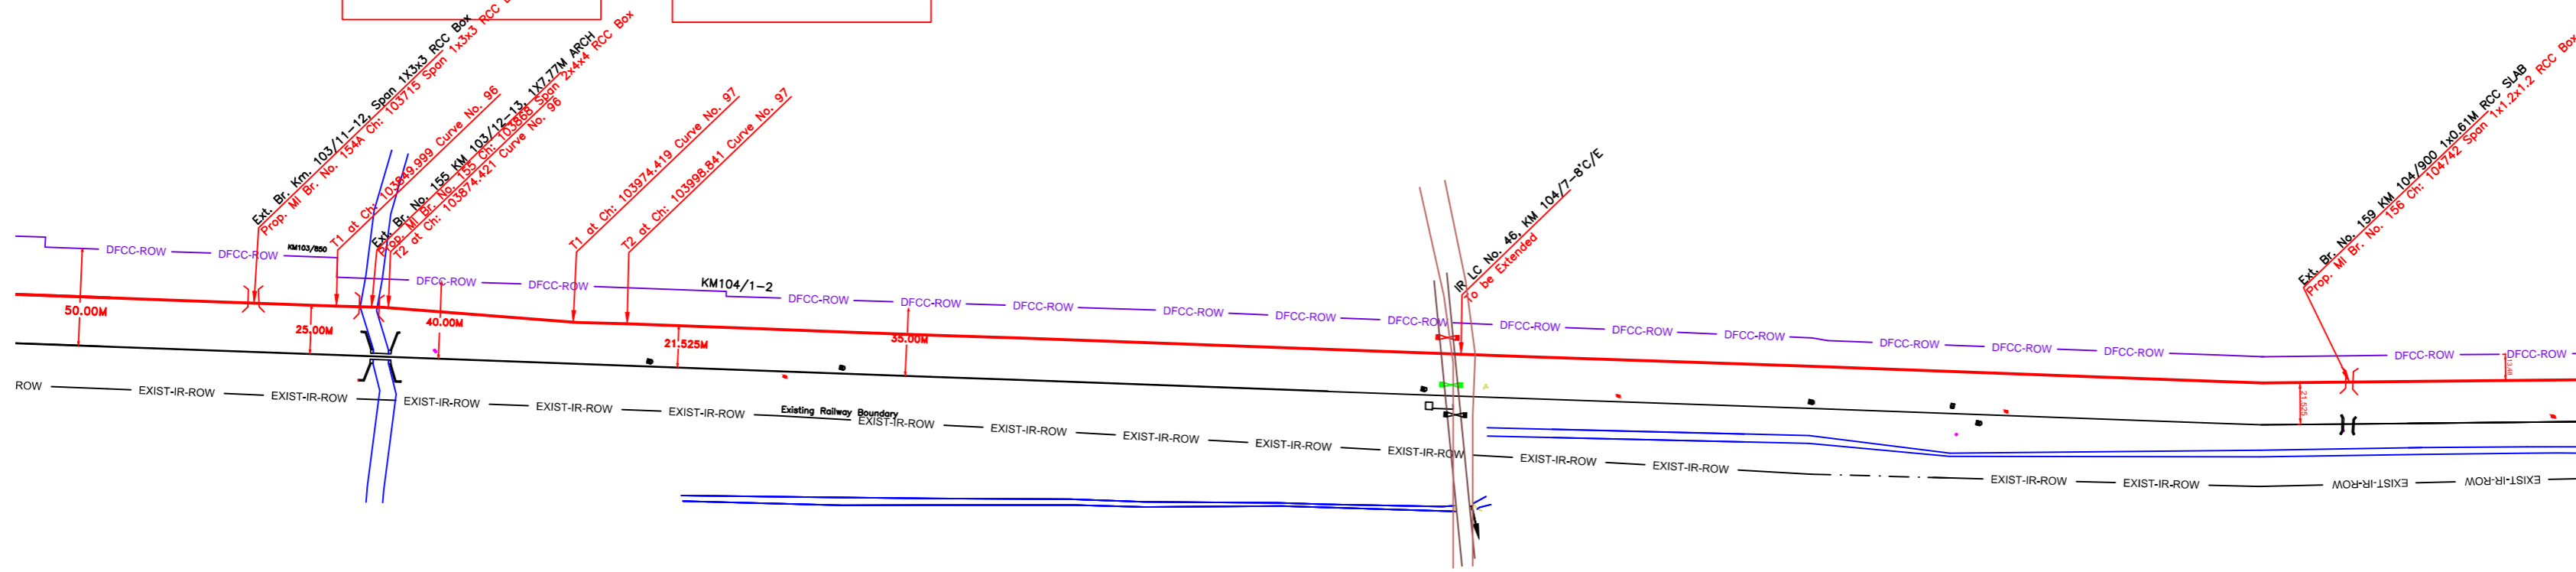 Ext. Br. Km. 103/11-12, Span 1X3x3 RCC Box
Prop. MI Br. No. 154A Ch: 103715 Span 1x3x3 RCC
T1 at Ch: 103849.999 Curve No. 96
Ext. Br. No. 155 KM 103/12-13, 1X7.77M ARCH
Prop. MI Br. No. 155 Ch: 103868 Span 2x4x4 RCC Box
T2 at Ch: 103874.421 Curve No. 96
T1 at Ch: 103974.419 Curve No. 97
T2 at Ch: 103998.841 Curve No. 97
IR LC No. 46, KM 104/7-8'C/E
To be Extended
Ext. Br. No. 159 KM 104/900 1x0.61M RCC SLAB
Prop. MI Br. No. 156 Ch: 104742 Span 1x1.2x1.2 RCC Box
DFCC-ROW DFCC-ROW KM103/850
DFCC-ROW DFCC-ROW KM104/1-2
DFCC-ROW DFCC-ROW DFCC-ROW DFCC-ROW DFCC-ROW DFCC-ROW DFCC-ROW DFCC-ROW DFCC-ROW DFCC-ROW DFCC-ROW DFCC-ROW DFCC-ROW DFCC-ROW
50.00M
25.00M
40.00M
21.525M
35.00M
21.525
13.48
ROW EXIST-IR-ROW EXIST-IR-ROW EXIST-IR-ROW EXIST-IR-ROW EXIST-IR-ROW
Existing Railway Boundary
EXIST-IR-ROW EXIST-IR-ROW EXIST-IR-ROW EXIST-IR-ROW EXIST-IR-ROW EXIST-IR-ROW EXIST-IR-ROW EXIST-IR-ROW EXIST-IR-ROW EXIST-IR-ROW EXIST-IR-ROW